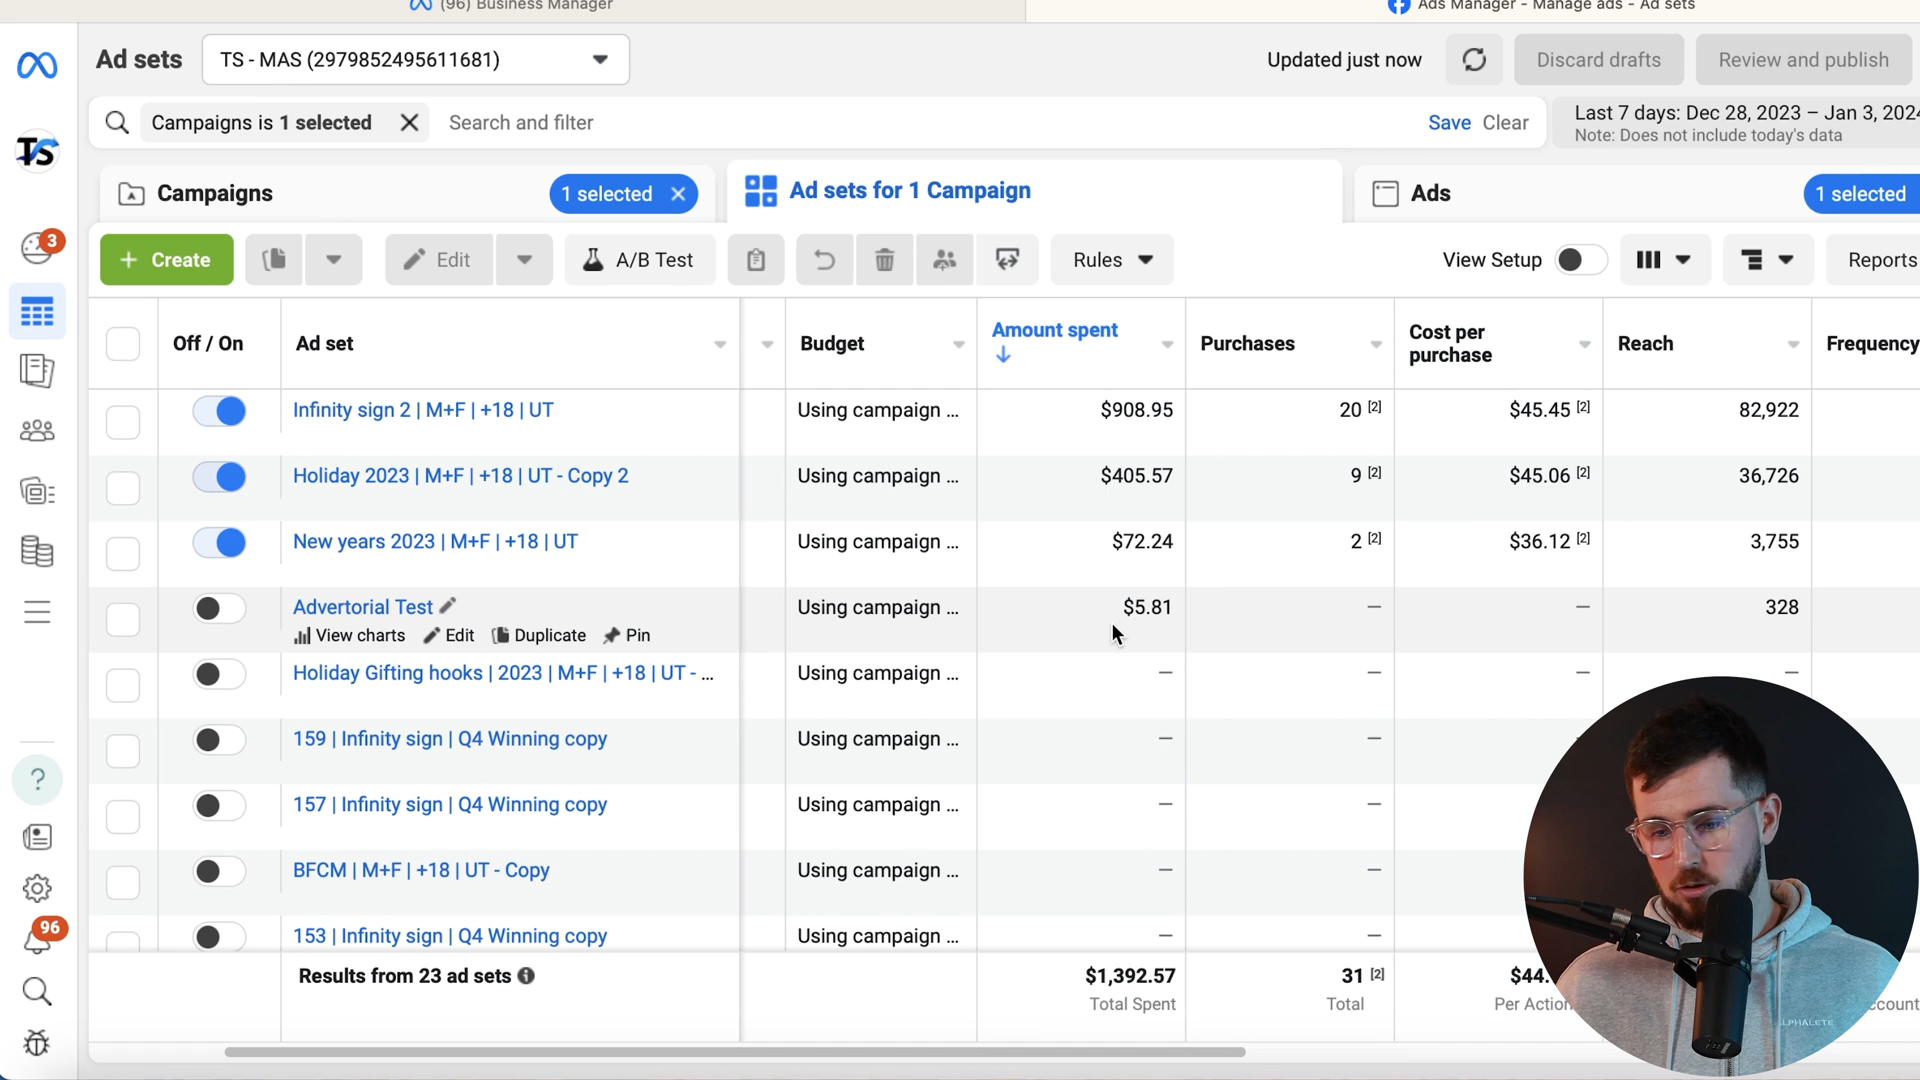 (96) Business Manager
Ads Manager - Manage ads - Ad sets
Ad sets
TS - MAS (2979852495611681)
Updated just now
Discard drafts
Review and publish
Campaigns is 1 selected
Search and filter
Save
Clear
Last 7 days: Dec 28, 2023 – Jan 3, 2024
Note: Does not include today's data
TS
Campaigns
1 selected
Ad sets for 1 Campaign
Ads
1 selected
3
+ Create
Edit
A/B Test
Rules
View Setup
Reports
Off / On
Ad set
Budget
Amount spent
Purchases
Cost per
purchase
Reach
Frequency
Infinity sign 2 | M+F | +18 | UT
Using campaign ...
$908.95
20 [2]
$45.45 [2]
82,922
Holiday 2023 | M+F | +18 | UT - Copy 2
Using campaign ...
$405.57
9 [2]
$45.06 [2]
36,726
New years 2023 | M+F | +18 | UT
Using campaign ...
$72.24
2 [2]
$36.12 [2]
3,755
Advertorial Test
Using campaign ...
$5.81
—
—
328
View charts
Edit
Duplicate
Pin
Holiday Gifting hooks | 2023 | M+F | +18 | UT - ...
Using campaign ...
—
—
—
—
159 | Infinity sign | Q4 Winning copy
Using campaign ...
—
—
157 | Infinity sign | Q4 Winning copy
Using campaign ...
—
—
BFCM | M+F | +18 | UT - Copy
Using campaign ...
—
—
153 | Infinity sign | Q4 Winning copy
Using campaign ...
—
—
96
Results from 23 ad sets
$1,392.57
31 [2]
$44.
Total Spent
Total
Per Action
ccount
ALPHALETE